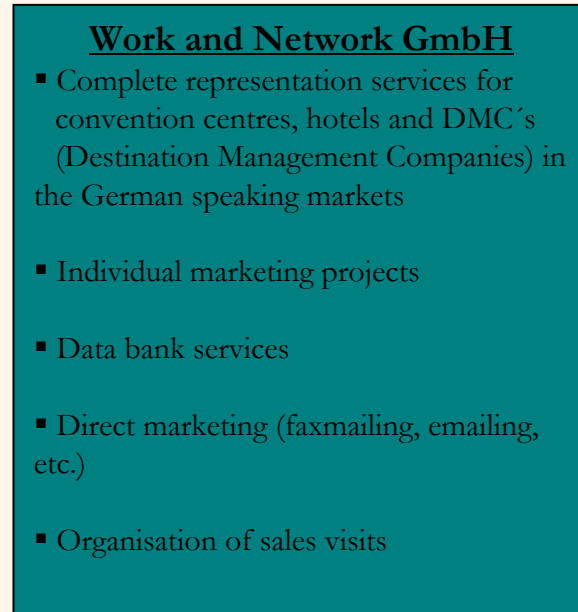 Work and Network GmbH
▪ Complete representation services for
convention centres, hotels and DMC´s
(Destination Management Companies) in
the German speaking markets
▪ Individual marketing projects
▪ Data bank services
▪ Direct marketing (faxmailing, emailing,
etc.)
▪ Organisation of sales visits